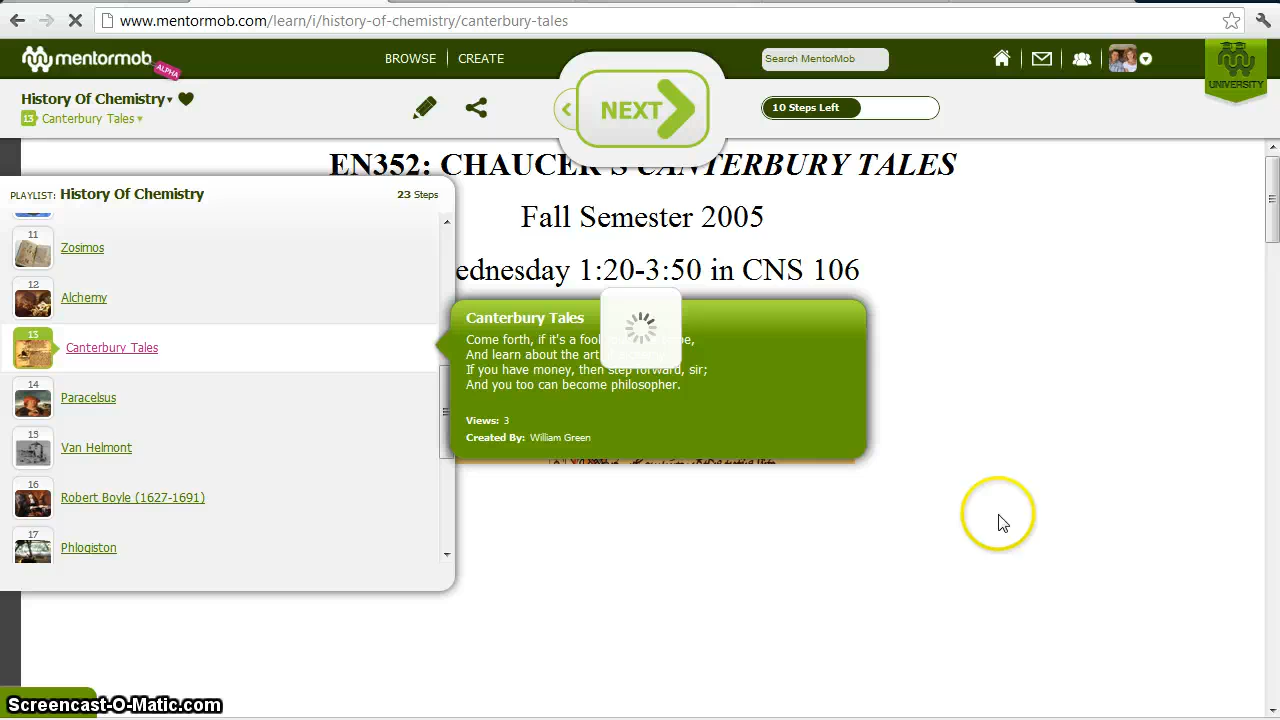 www.mentormob.com/learn/i/history-of-chemistry/canterbury-tales
mentormob
ALPHA
BROWSE
CREATE
Search MentorMob
UNIVERSITY
History Of Chemistry
13 Canterbury Tales
NEXT
10 Steps Left
EN352: CHAUCER'S CANTERBURY TALES
Fall Semester 2005
ednesday 1:20-3:50 in CNS 106
PLAYLIST: History Of Chemistry
23 Steps
11
Zosimos
12
Alchemy
13
Canterbury Tales
14
Paracelsus
15
Van Helmont
16
Robert Boyle (1627-1691)
17
Phlogiston
Canterbury Tales
Come forth, if it's a fool
And learn about the art
If you have money, then step forward, sir;
And you too can become philosopher.
Views: 3
Created By: William Green
Screencast-O-Matic.com